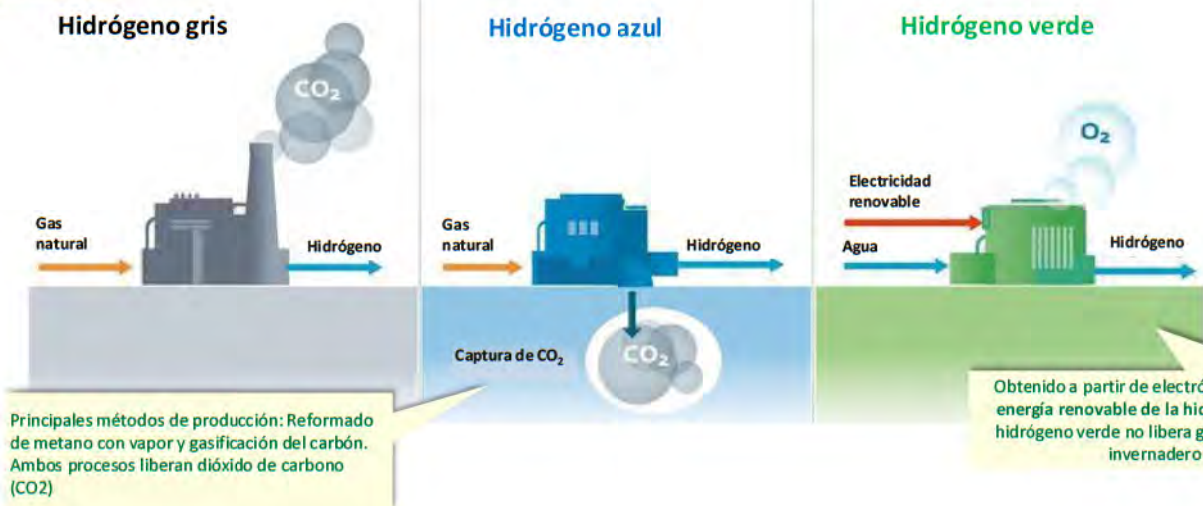 Hidrógeno gris
CO₂
Gas
natural
Hidrógeno
Principales métodos de producción: Reformado
de metano con vapor y gasificación del carbón.
Ambos procesos liberan dióxido de carbono
(CO2)
Hidrógeno azul
Gas
natural
Hidrógeno
Captura de CO₂
CO₂
Hidrógeno verde
O₂
Electricidad
renovable
Agua
Hidrógeno
Obtenido a partir de
energía renovable de la
hidrógeno verde no libera
invernadero